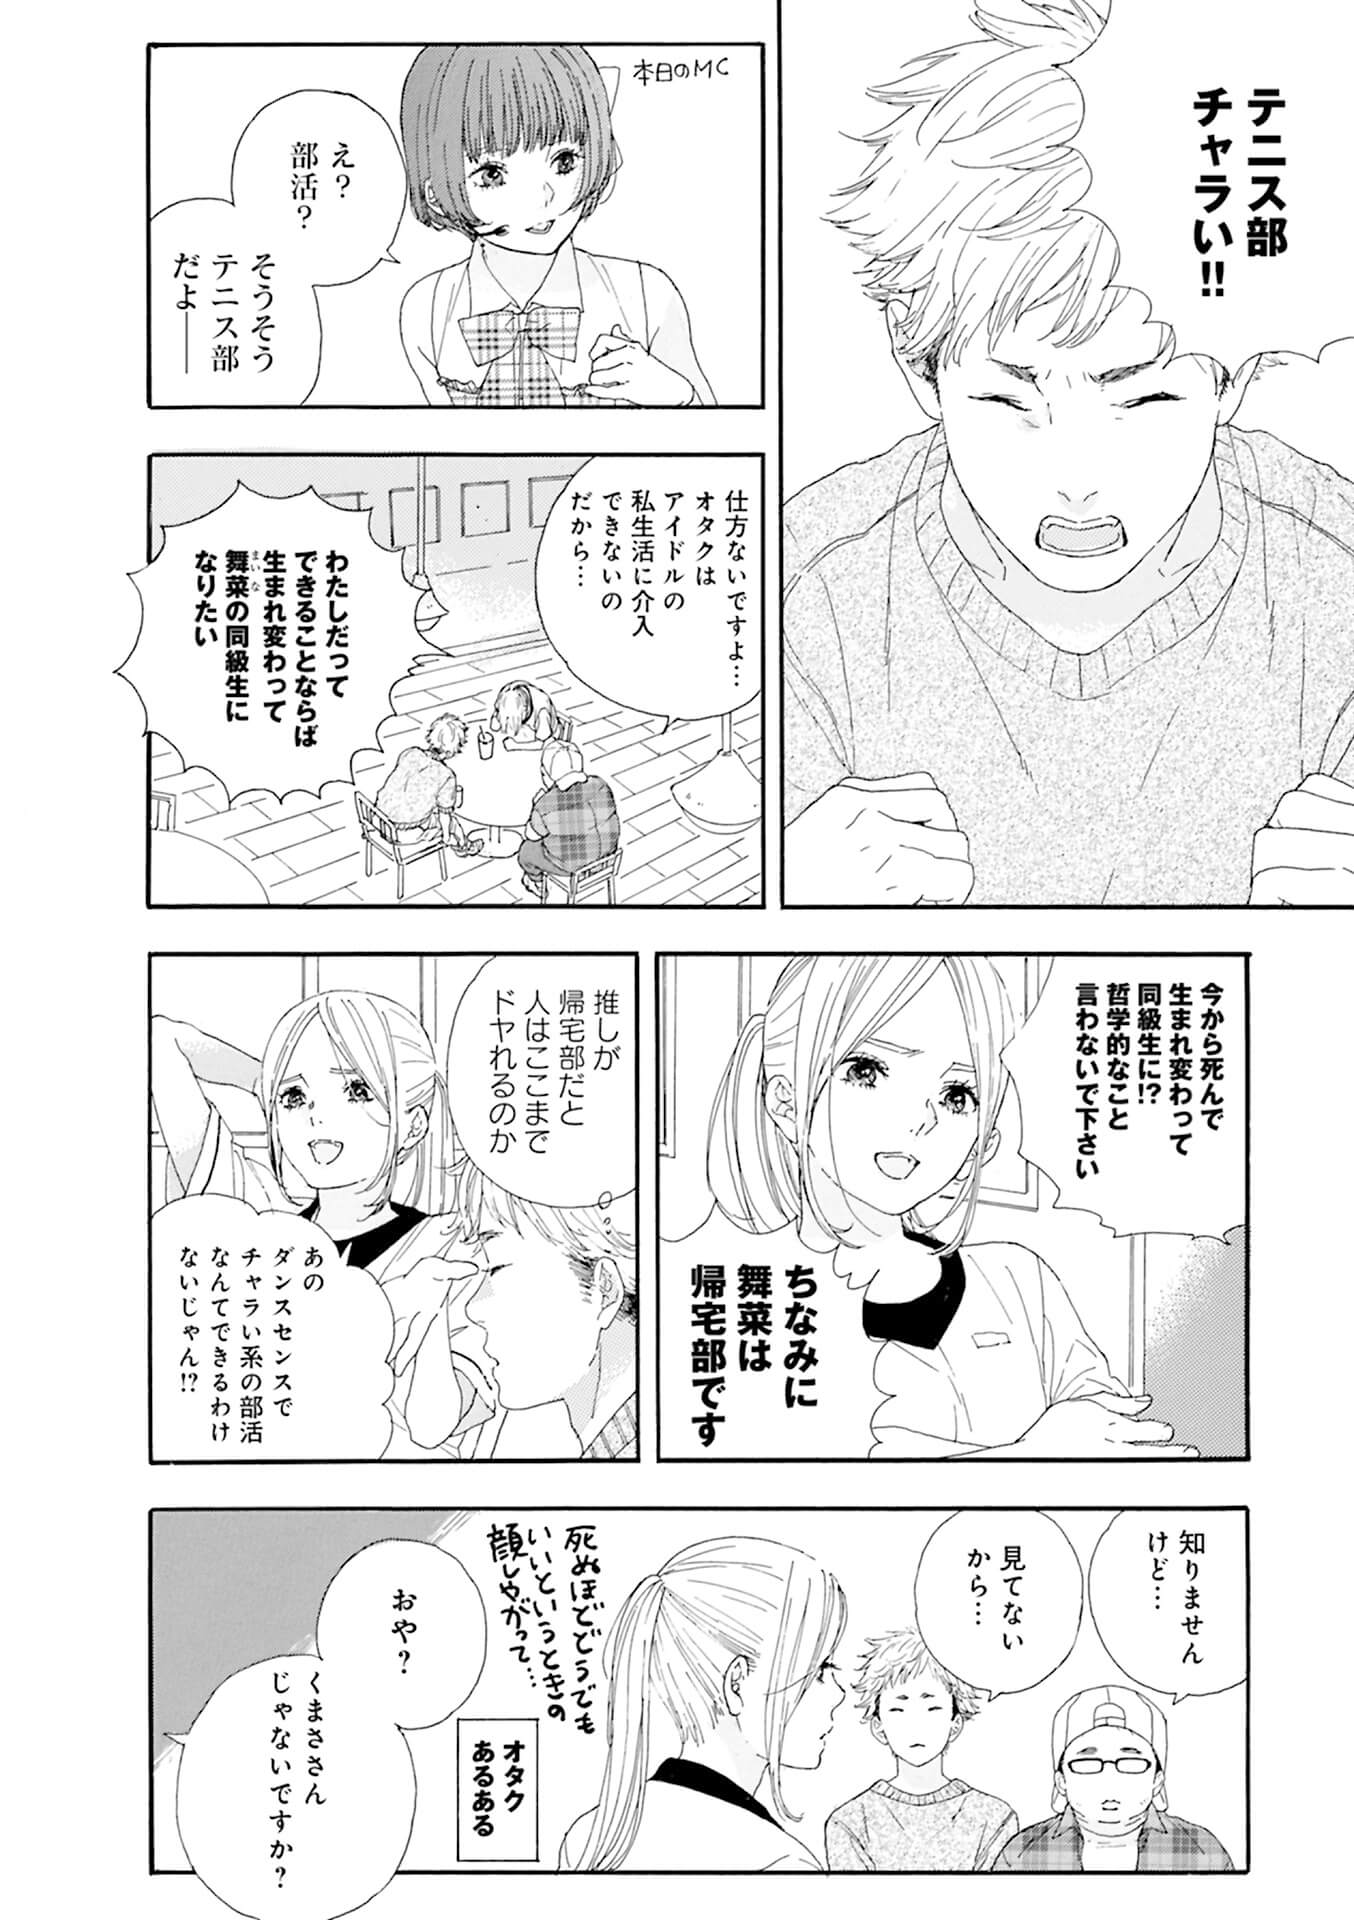 テニス部
チャラい!!
本日のMC
え?
部活?
そうそう
テニス部
だよ――
仕方ないですよ…
オタクは
アイドルの
私生活に介入
できないの
だから…
わたしだって
できることならば
生まれ変わって
舞菜の同級生に
まいな
なりたい
今から死んで
生まれ変わって
同級生に!?
哲学的なこと
言わないで下さい
ちなみに
舞菜は
帰宅部です
推しが
帰宅部だと
人はここまで
ドヤれるのか
あの
ダンスセンスで
チャラい系の部活
なんてできるわけ
ないじゃん!?
知りません
けど…
見てない
から…
死ぬほどどうでも
いいというときの
顔しやがって…
オタク
あるある
おや?
くまささん
じゃないですか?